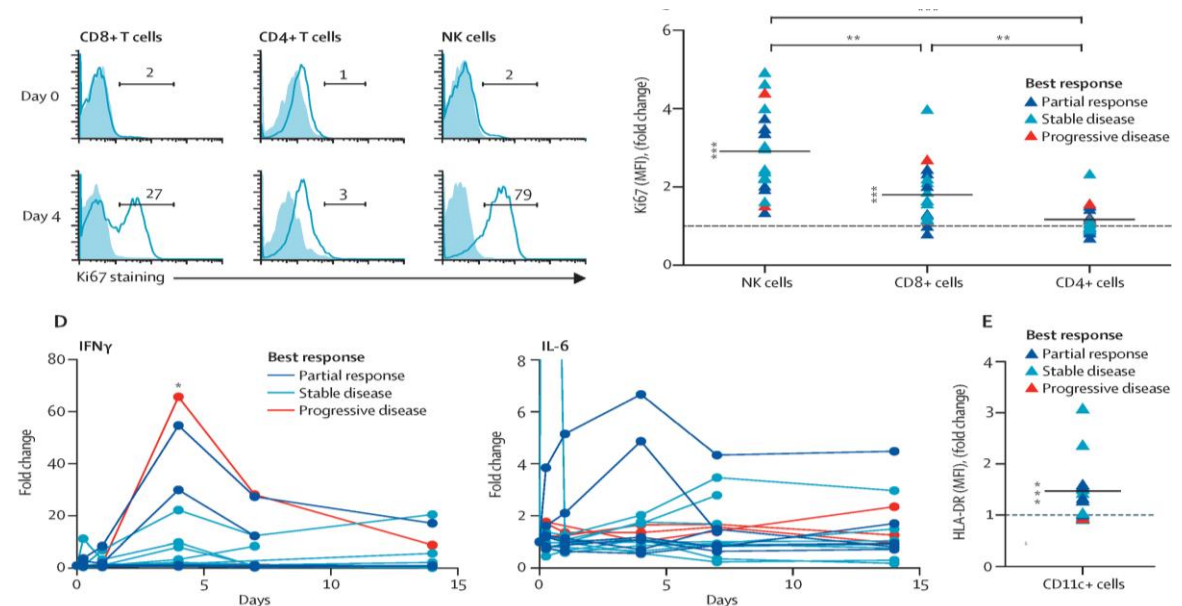 CD8+ T cells
CD4+ T cells
NK cells
Day 0
2
1
2
Day 4
27
3
79
Ki67 staining
***
**
**
6
4
2
0
Ki67 (MFI), (fold change)
***
***
Best response
Partial response
Stable disease
Progressive disease
NK cells
CD8+ cells
CD4+ cells
D
IFNγ
80
60
40
20
0
Fold change
*
Best response
Partial response
Stable disease
Progressive disease
0
5
10
15
Days
IL-6
8
6
4
2
0
Fold change
0
5
10
15
Days
E
Best response
Partial response
Stable disease
Progressive disease
4
3
2
1
0
HLA-DR (MFI), (fold change)
***
CD11c+ cells